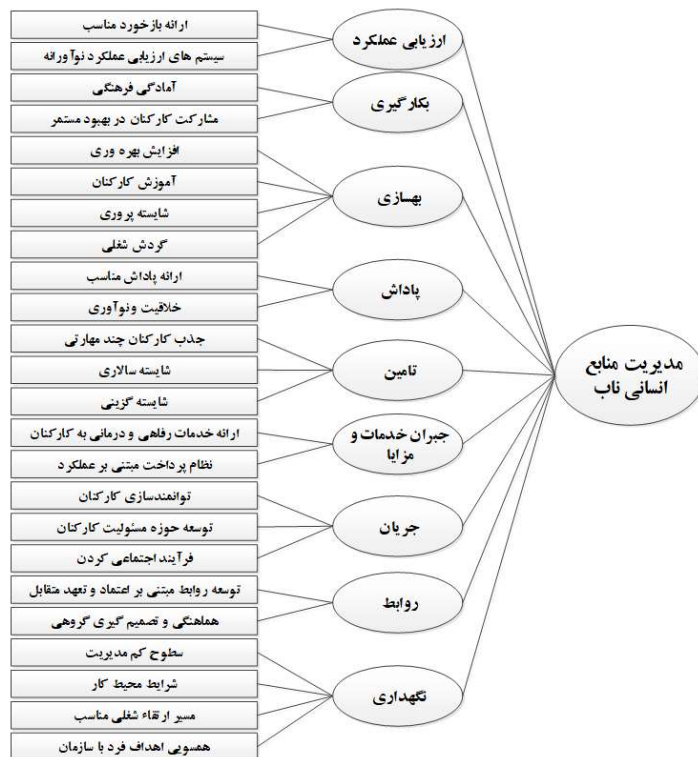 مدیریت منابع
انسانی ناب
ارزیابی عملکرد
ارائه بازخورد مناسب
سیستم های ارزیابی عملکرد نوآورانه
بکارگیری
آمادگی فرهنگی
مشارکت کارکنان در بهبود مستمر
بهسازی
افزایش بهره وری
آموزش کارکنان
شایسته پروری
گردش شغلی
پاداش
ارائه پاداش مناسب
خلاقیت ونوآوری
تامین
جذب کارکنان چند مهارتی
شایسته سالاری
شایسته گزینی
جبران خدمات و
مزایا
ارائه خدمات رفاهی و درمانی به کارکنان
نظام پرداخت مبتنی بر عملکرد
جریان
توانمندسازی کارکنان
توسعه حوزه مسئولیت کارکنان
فرآیند اجتماعی کردن
روابط
توسعه روابط مبتنی بر اعتماد و تعهد متقابل
هماهنگی و تصمیم گیری گروهی
نگهداری
سطوح کم مدیریت
شرایط محیط کار
مسیر ارتقاء شغلی مناسب
همسویی اهداف فرد با سازمان